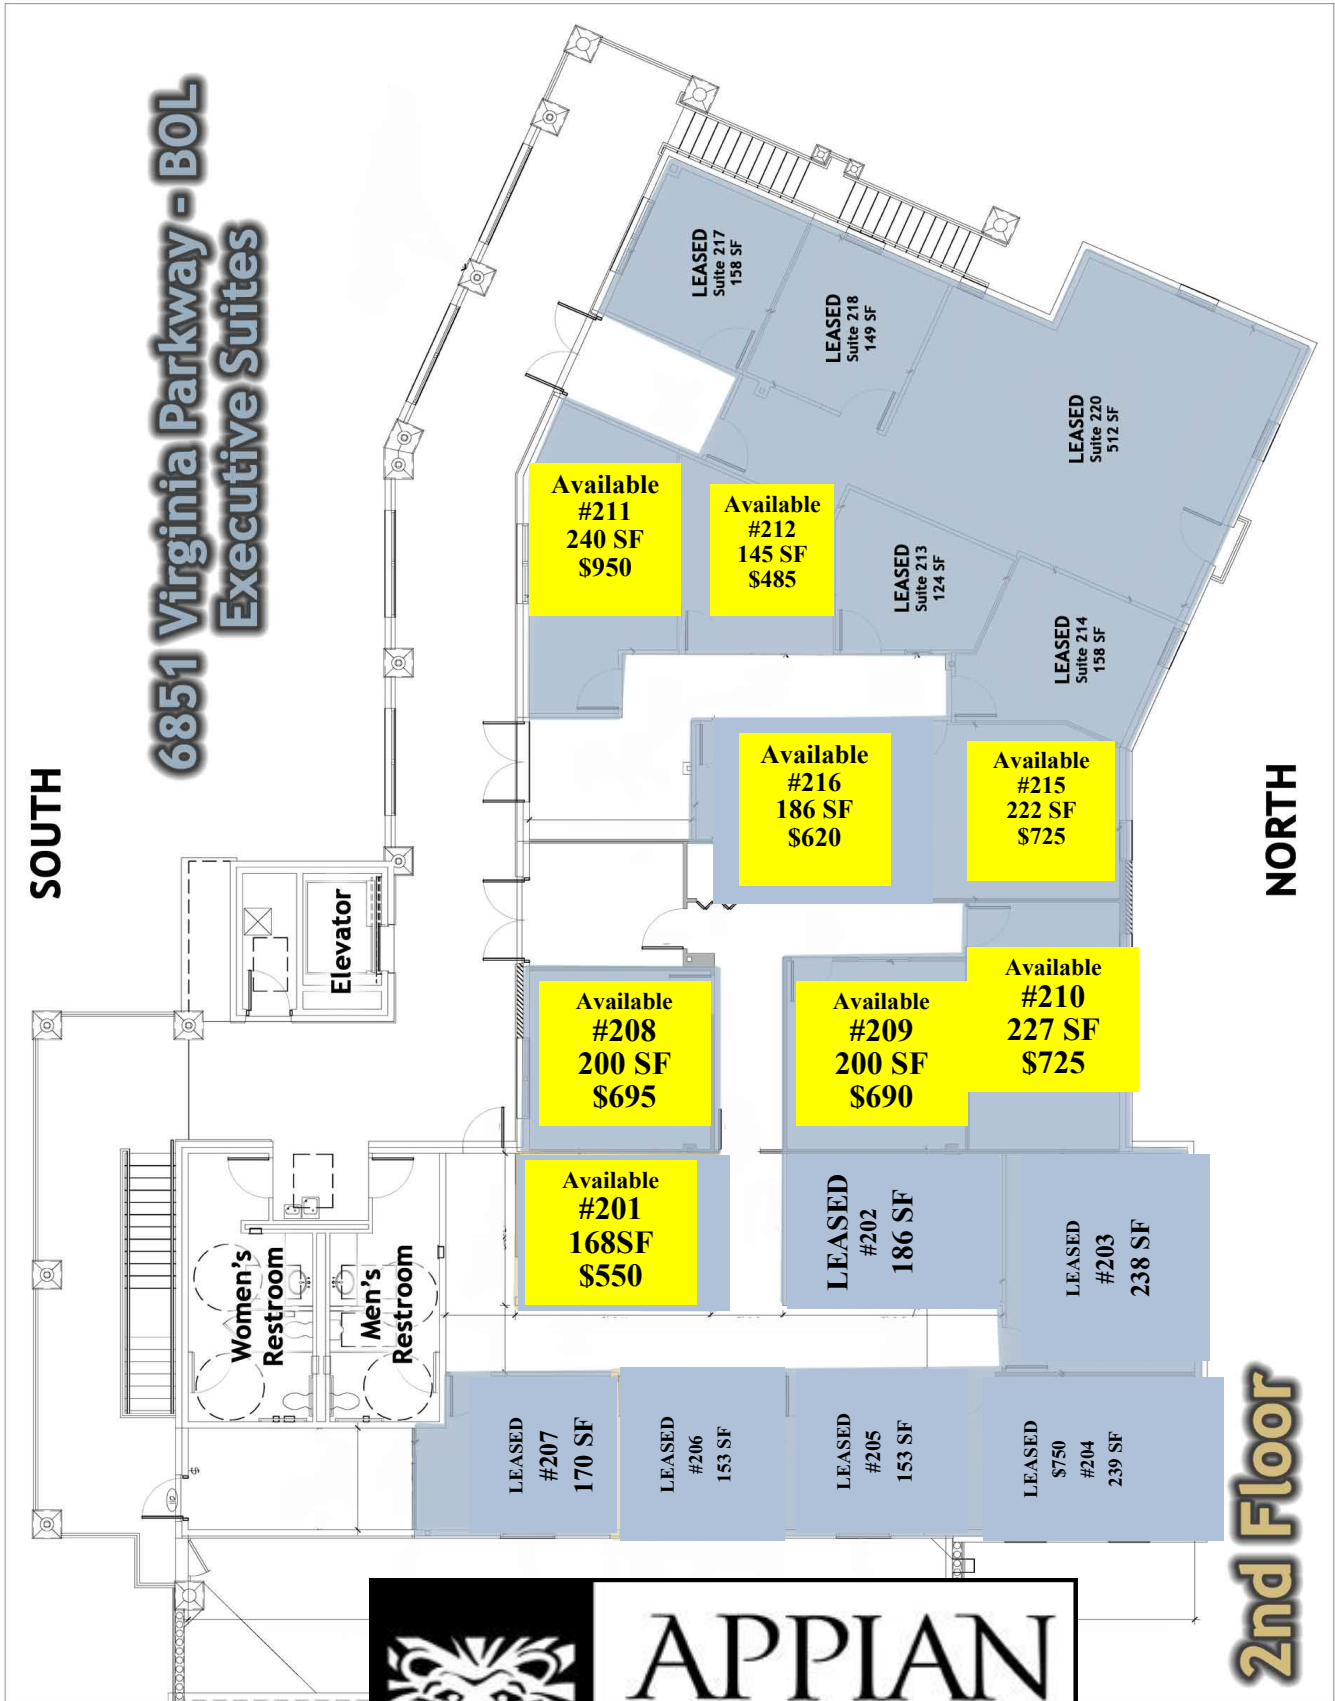 6851 Virginia Parkway - BOL
Executive Suites
SOUTH
NORTH
LEASED
Suite 217
158 SF
LEASED
Suite 218
149 SF
LEASED
Suite 220
512 SF
Available
#211
240 SF
$950
Available
#212
145 SF
$485
LEASED
Suite 213
124 SF
LEASED
Suite 214
158 SF
Available
#216
186 SF
$620
Available
#215
222 SF
$725
Elevator
Available
#208
200 SF
$695
Available
#209
200 SF
$690
Available
#210
227 SF
$725
Available
#201
168SF
$550
LEASED
#202
186 SF
LEASED
#203
238 SF
Women's
Restroom
Men's
Restroom
LEASED
#207
170 SF
LEASED
#206
153 SF
LEASED
#205
153 SF
LEASED
$750
#204
239 SF
2nd Floor
APPIAN